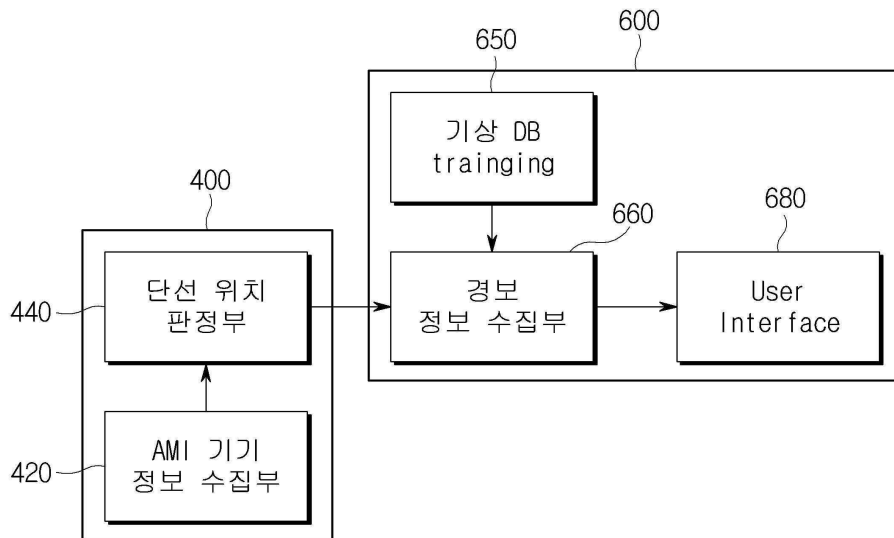 600
650
기상 DB
trainging
400
660
680
440
단선 위치
판정부
경보
정보 수집부
User
Interface
420
AMI 기기
정보 수집부